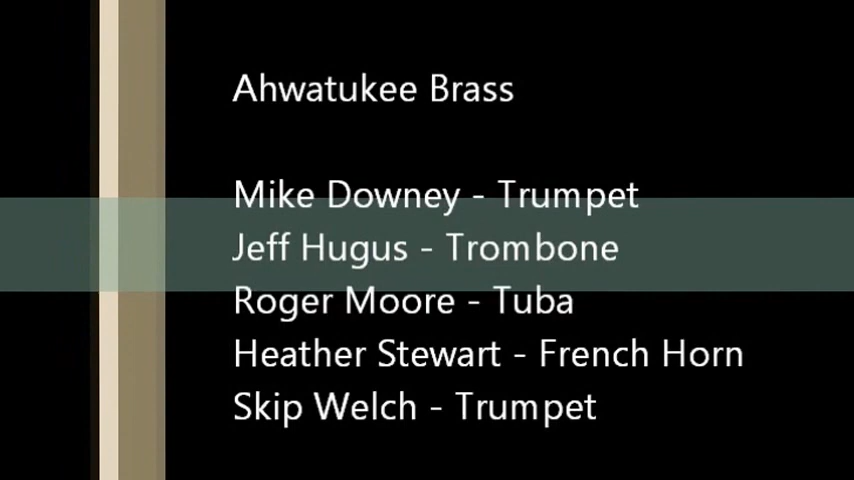 Ahwatukee Brass
Mike Downey - Trumpet
Jeff Hugus - Trombone
Roger Moore - Tuba
Heather Stewart - French Horn
Skip Welch - Trumpet